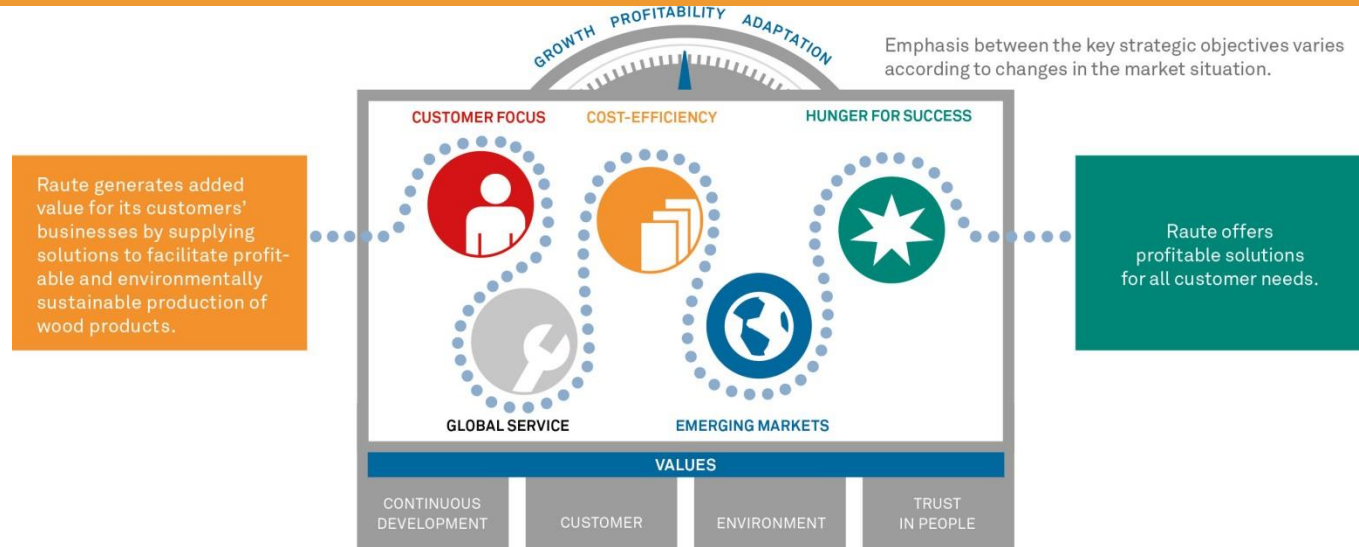 GROWTH PROFITABILITY ADAPTATION
Emphasis between the key strategic objectives varies
according to changes in the market situation.
CUSTOMER FOCUS
COST-EFFICIENCY
HUNGER FOR SUCCESS
Raute generates added
value for its customers’
businesses by supplying
solutions to facilitate profit-
able and environmentally
sustainable production of
wood products.
Raute offers
profitable solutions
for all customer needs.
GLOBAL SERVICE
EMERGING MARKETS
VALUES
CONTINUOUS
DEVELOPMENT
CUSTOMER
ENVIRONMENT
TRUST
IN PEOPLE